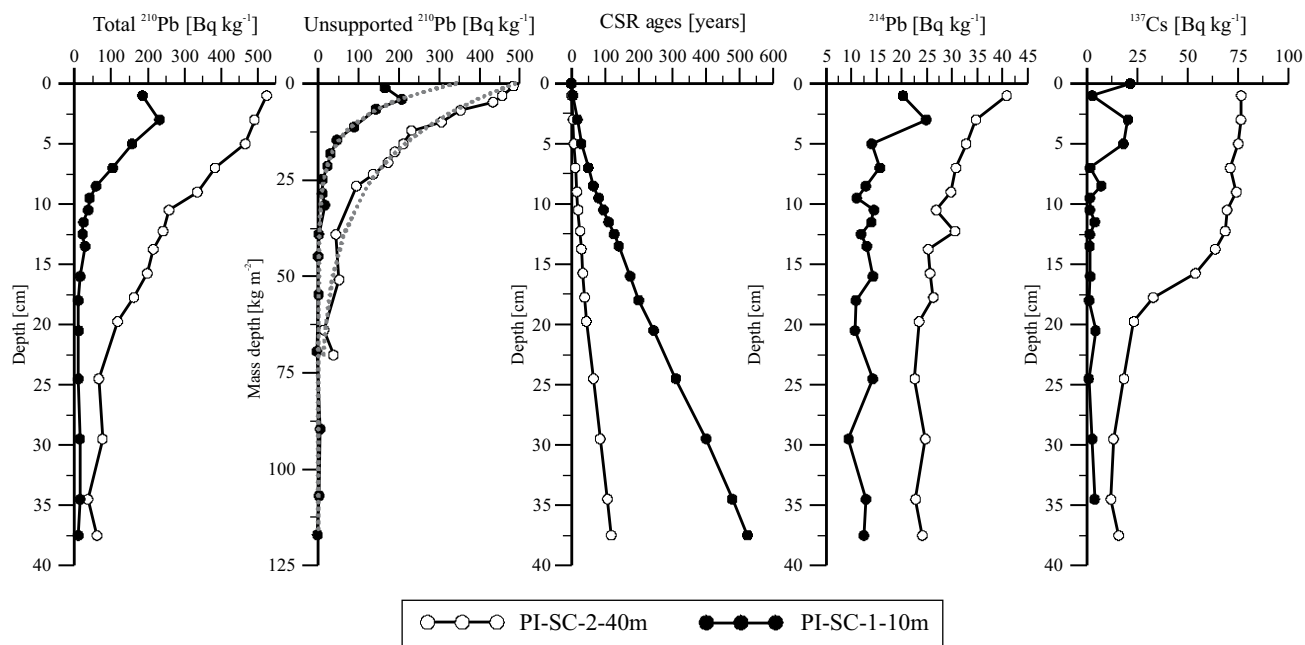 Total ²¹⁰Pb [Bq kg⁻¹]
0 100 200 300 400 500
Depth [cm]
0
5
10
15
20
25
30
35
40
Unsupported ²¹⁰Pb [Bq kg⁻¹]
0 100 200 300 400 500
Mass depth [kg m⁻²]
0
25
50
75
100
125
CSR ages [years]
0 100 200 300 400 500 600
Depth [cm]
0
5
10
15
20
25
30
35
40
²¹⁴Pb [Bq kg⁻¹]
5 10 15 20 25 30 35 40 45
Depth [cm]
0
5
10
15
20
25
30
35
40
¹³⁷Cs [Bq kg⁻¹]
0 25 50 75 100
Depth [cm]
0
5
10
15
20
25
30
35
40
PI-SC-2-40m PI-SC-1-10m